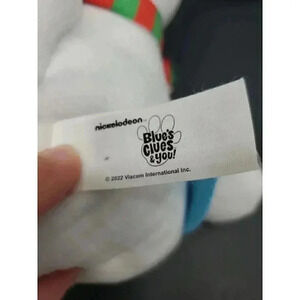 nickelodeon
Blue's
Clues
& you!
© 2022 Viacom International Inc.